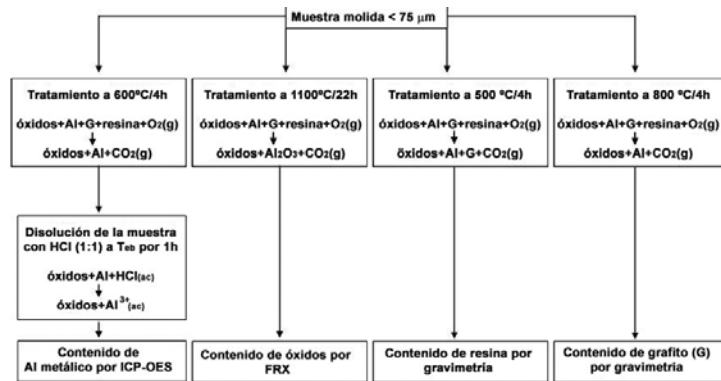 Muestra molida < 75 μm
Tratamiento a 600ºC/4h
óxidos+Al+G+resina+O₂(g)
óxidos+Al+CO₂(g)
Disolución de la muestra
con HCl (1:1) a Teb por 1h
óxidos+Al+HCl(ac)
óxidos+Al³⁺(ac)
Contenido de
Al metálico por ICP-OES
Tratamiento a 1100ºC/22h
óxidos+Al+G+resina+O₂(g)
óxidos+Al₂O₃+CO₂(g)
Contenido de óxidos por
FRX
Tratamiento a 500 ºC/4h
óxidos+Al+G+resina+O₂(g)
õxidos+Al+G+CO₂(g)
Contenido de resina por
gravimetría
Tratamiento a 800 ºC/4h
óxidos+Al+G+resina+O₂(g)
óxidos+Al+CO₂(g)
Contenido de grafito (G)
por gravimetria